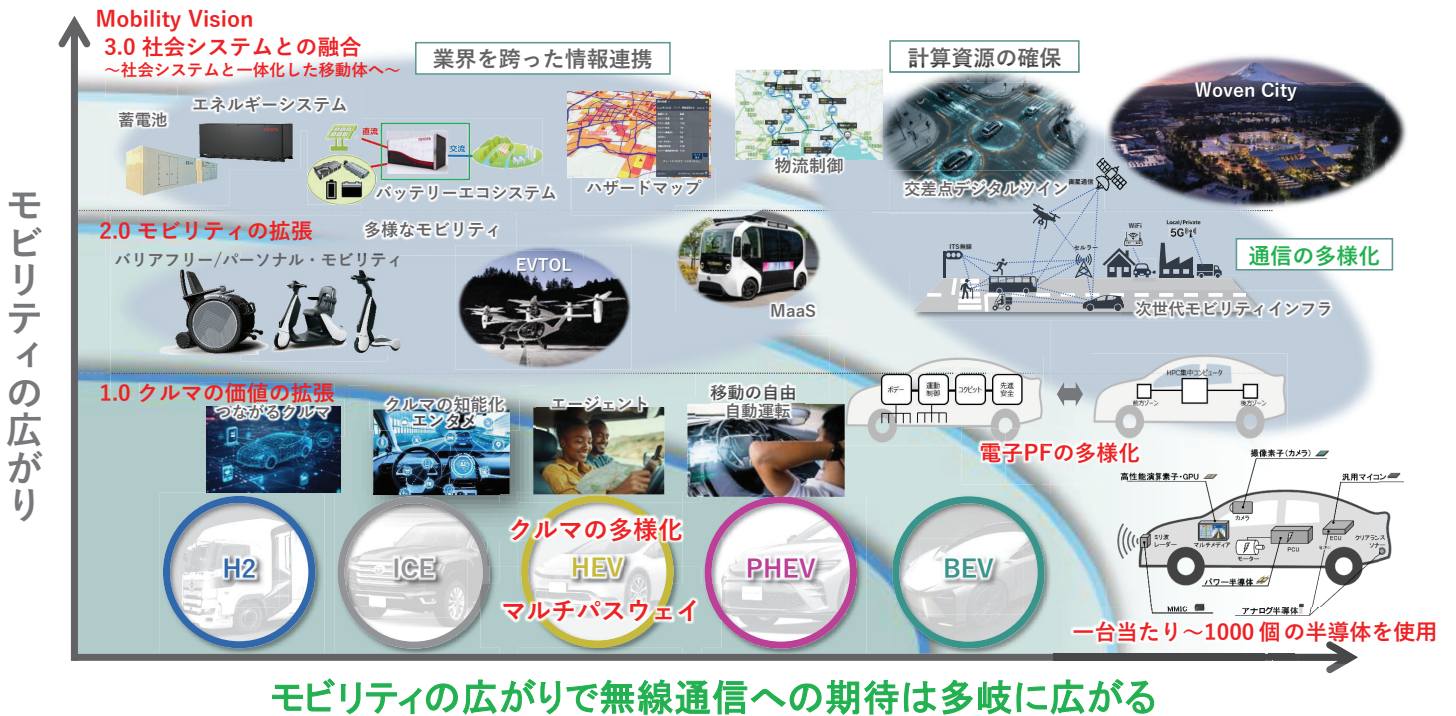 Mobility Vision
3.0 社会システムとの融合
～社会システムと一体化した移動体へ～
業界を跨った情報連携
計算資源の確保
Woven City
エネルギーシステム
蓄電池
直流
交流
バッテリーエコシステム
ハザードマップ
物流制御
交差点デジタルツイン
衛星通信
モビリティの広がり
2.0 モビリティの拡張
多様なモビリティ
バリアフリー/パーソナル・モビリティ
EVTOL
MaaS
ITS無線
セルラー
WiFi
Local/Private
5G
通信の多様化
次世代モビリティインフラ
1.0 クルマの価値の拡張
つながるクルマ
クルマの知能化
エンタメ
エージェント
移動の自由
自動運転
ボデー
運動
制御
コクピット
先進
安全
HPC集中コンピュータ
前方ゾーン
後方ゾーン
電子PFの多様化
撮像素子(カメラ)
高性能演算素子・GPU
汎用マイコン
カメラ
ミリ波
レーダー
マルチメディア
モーター
PCU
ECU
クリアランス
ソナー
パワー半導体
MMIC
アナログ半導体
一台当たり～1000個の半導体を使用
H2
ICE
クルマの多様化
HEV
マルチパスウェイ
PHEV
BEV
モビリティの広がりで無線通信への期待は多岐に広がる